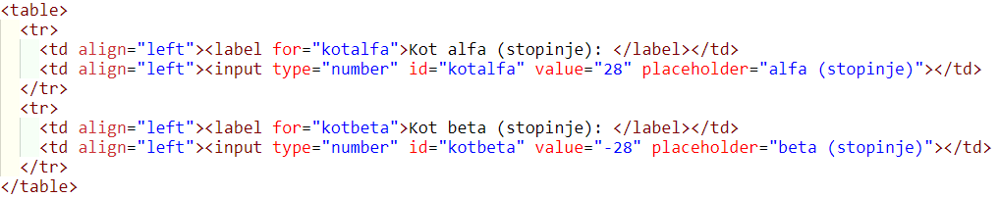 <table>
<tr>
<td align="left"><label for="kotalfa">Kot alfa (stopinje): </label></td>
<td align="left"><input type="number" id="kotalfa" value="28" placeholder="alfa (stopinje)"></td>
</tr>
<tr>
<td align="left"><label for="kotbeta">Kot beta (stopinje): </label></td>
<td align="left"><input type="number" id="kotbeta" value="-28" placeholder="beta (stopinje)"></td>
</tr>
</table>